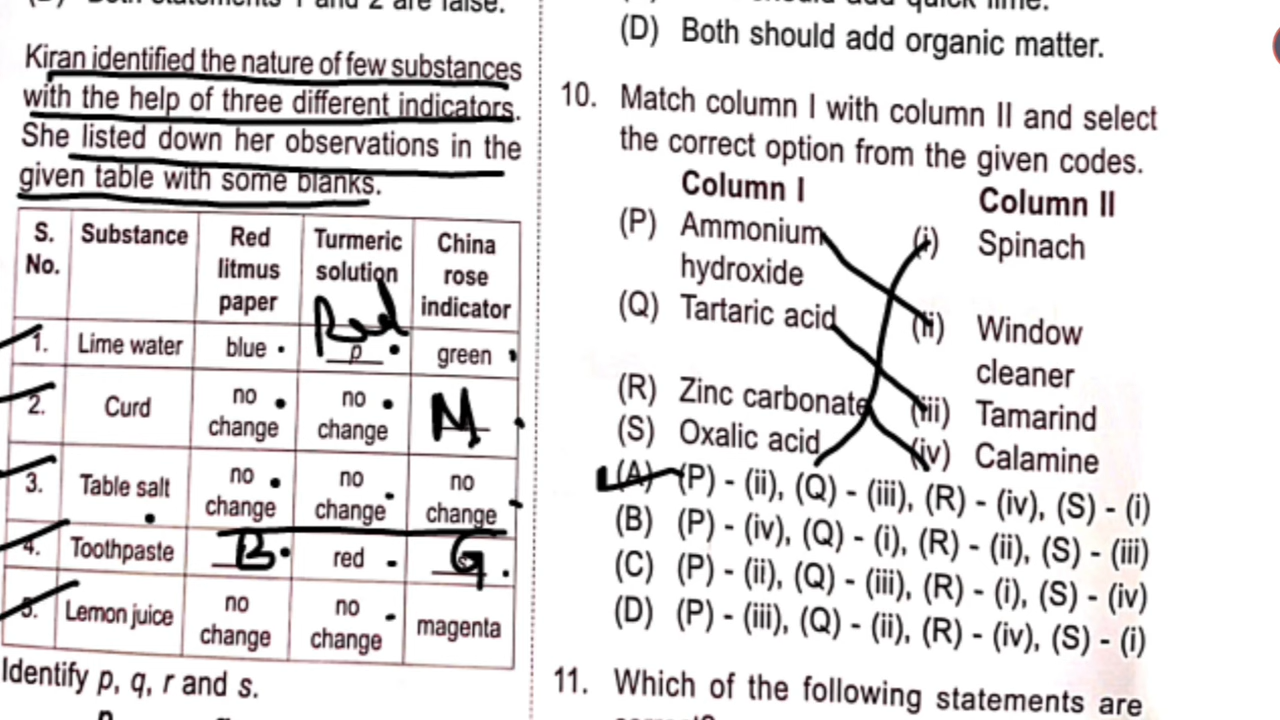 (D) Both statements 1 and 2 are false.
Kiran identified the nature of few substances
with the help of three different indicators.
She listed down her observations in the
given table with some blanks.
S. No. Substance Red litmus paper Turmeric solution China rose indicator
1. Lime water blue Red p green
2. Curd no change no change M
3. Table salt no change no change no change
4. Toothpaste B red G
5. Lemon juice no change no change magenta
Identify p, q, r and s.
should add quick lime.
(D) Both should add organic matter.
10. Match column I with column II and select
the correct option from the given codes.
Column I Column II
(P) Ammonium (i) Spinach
hydroxide
(Q) Tartaric acid (ii) Window
cleaner
(R) Zinc carbonate (iii) Tamarind
(S) Oxalic acid (iv) Calamine
(A) (P) - (ii), (Q) - (iii), (R) - (iv), (S) - (i)
(B) (P) - (iv), (Q) - (i), (R) - (ii), (S) - (iii)
(C) (P) - (ii), (Q) - (iii), (R) - (i), (S) - (iv)
(D) (P) - (iii), (Q) - (ii), (R) - (iv), (S) - (i)
11. Which of the following statements are